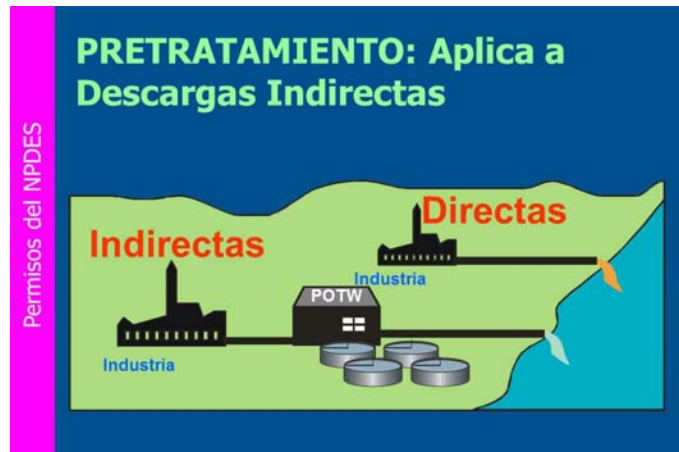 PRETRATAMIENTO: Aplica a
Descargas Indirectas
Permisos del NPDES
Directas
Indirectas
Industria
POTW
Industria